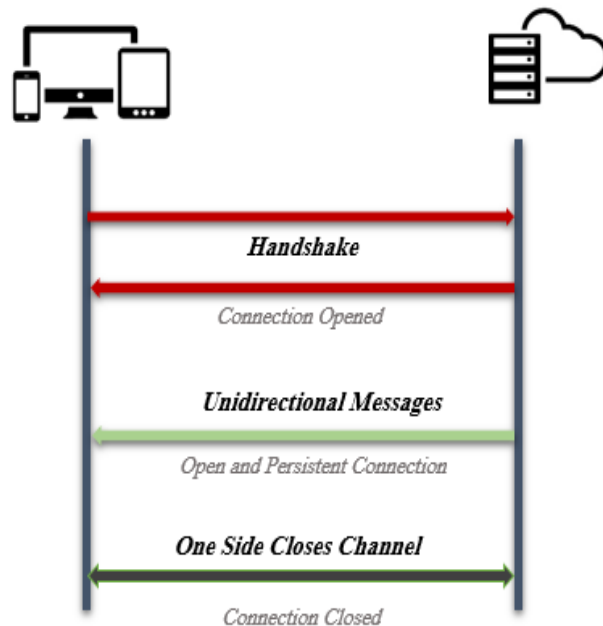 Handshake
Connection Opened
Unidirectional Messages
Open and Persistent Connection
One Side Closes Channel
Connection Closed